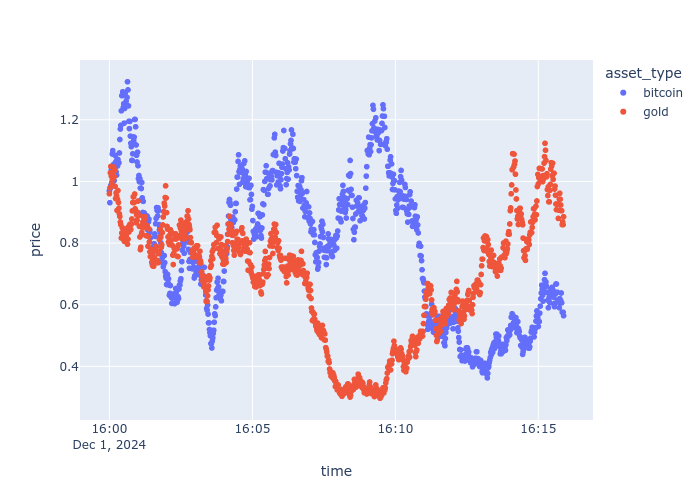 asset_type
bitcoin
gold
1.2
1
0.8
0.6
0.4
price
16:00
16:05
16:10
16:15
Dec 1, 2024
time